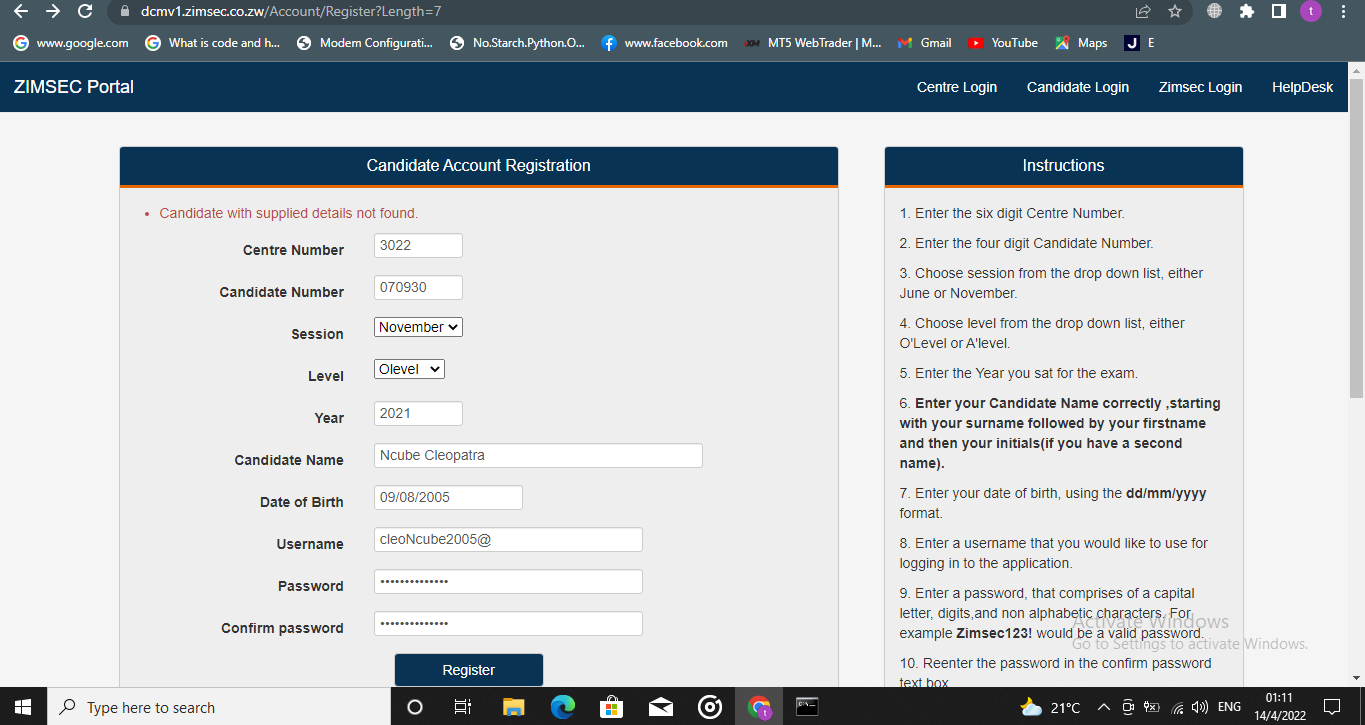 dcmv1.zimsec.co.zw/Account/Register?Length=7
t
www.google.com What is code and h... Modem Configurati... No.Starch.Python.O... www.facebook.com XM MT5 WebTrader | M... Gmail YouTube Maps J E
ZIMSEC Portal Centre Login Candidate Login Zimsec Login HelpDesk
Candidate Account Registration
• Candidate with supplied details not found.
Centre Number 3022
Candidate Number 070930
Session November
Level Olevel
Year 2021
Candidate Name Ncube Cleopatra
Date of Birth 09/08/2005
Username cleoNcube2005@
Password ••••••••••••••
Confirm password ••••••••••••••
Register
Instructions
1. Enter the six digit Centre Number.
2. Enter the four digit Candidate Number.
3. Choose session from the drop down list, either
June or November.
4. Choose level from the drop down list, either
O'Level or A'level.
5. Enter the Year you sat for the exam.
6. Enter your Candidate Name correctly ,starting
with your surname followed by your firstname
and then your initials(if you have a second
name).
7. Enter your date of birth, using the dd/mm/yyyy
format.
8. Enter a username that you would like to use for
logging in to the application.
9. Enter a password, that comprises of a capital
letter, digits,and non alphabetic characters. For
example Zimsec123! would be a valid password.
10. Reenter the password in the confirm password
text box
Activate Windows
Go to Settings to activate Windows.
Type here to search
21°C ENG
01:11
14/4/2022